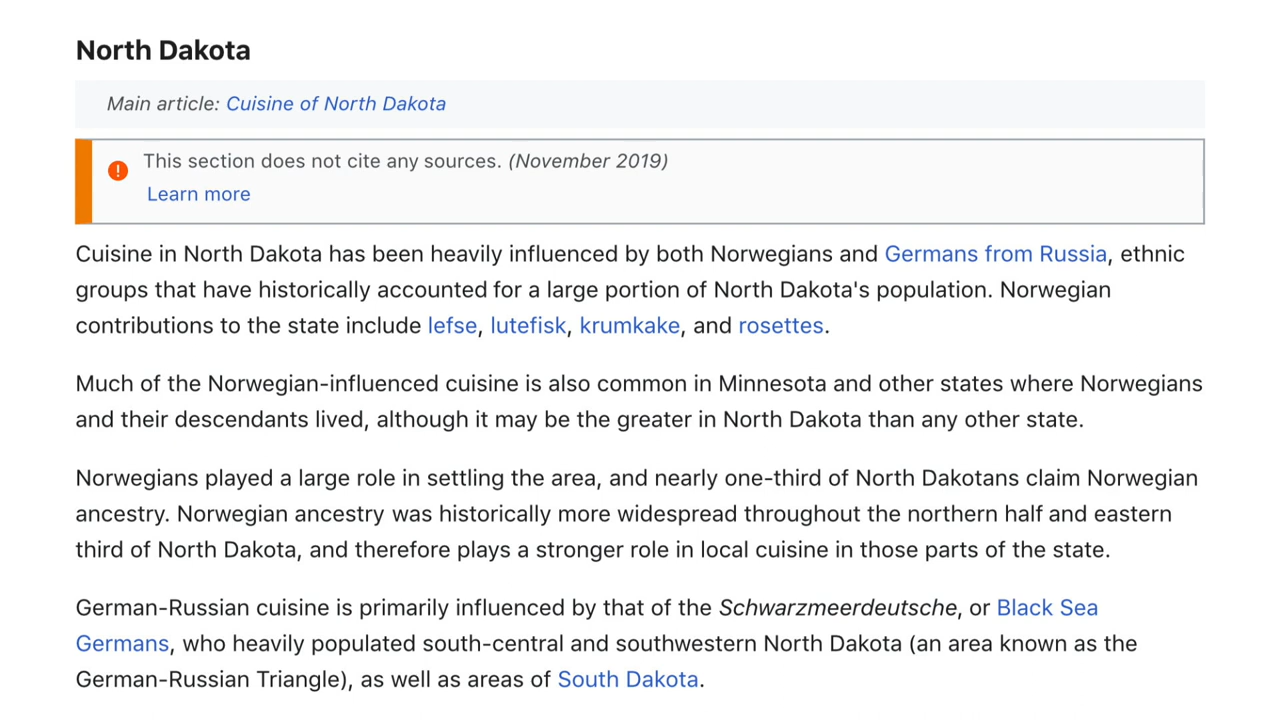 North Dakota
Main article: Cuisine of North Dakota
! This section does not cite any sources. (November 2019)
Learn more
Cuisine in North Dakota has been heavily influenced by both Norwegians and Germans from Russia, ethnic
groups that have historically accounted for a large portion of North Dakota's population. Norwegian
contributions to the state include lefse, lutefisk, krumkake, and rosettes.
Much of the Norwegian-influenced cuisine is also common in Minnesota and other states where Norwegians
and their descendants lived, although it may be the greater in North Dakota than any other state.
Norwegians played a large role in settling the area, and nearly one-third of North Dakotans claim Norwegian
ancestry. Norwegian ancestry was historically more widespread throughout the northern half and eastern
third of North Dakota, and therefore plays a stronger role in local cuisine in those parts of the state.
German-Russian cuisine is primarily influenced by that of the Schwarzmeerdeutsche, or Black Sea
Germans, who heavily populated south-central and southwestern North Dakota (an area known as the
German-Russian Triangle), as well as areas of South Dakota.